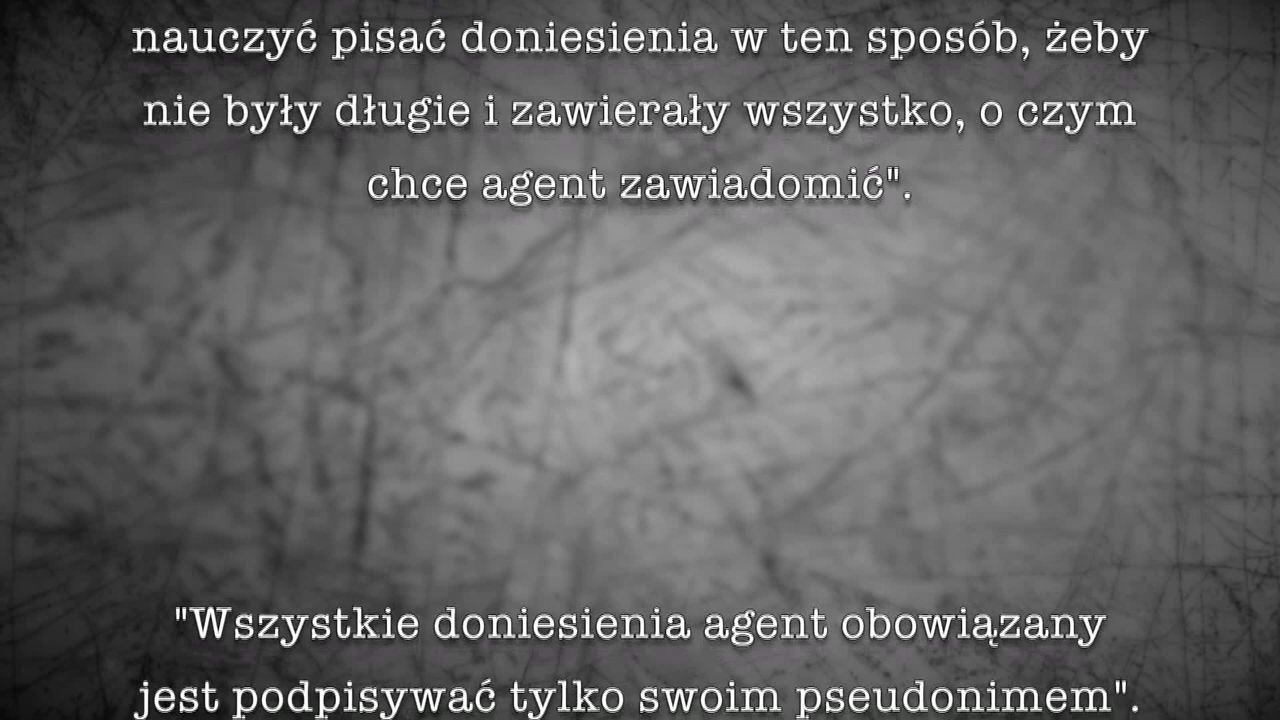 nauczyć pisać doniesienia w ten sposób, żeby
nie były długie i zawierały wszystko, o czym
chce agent zawiadomić".
"Wszystkie doniesienia agent obowiązany
jest podpisywać tylko swoim pseudonimem".